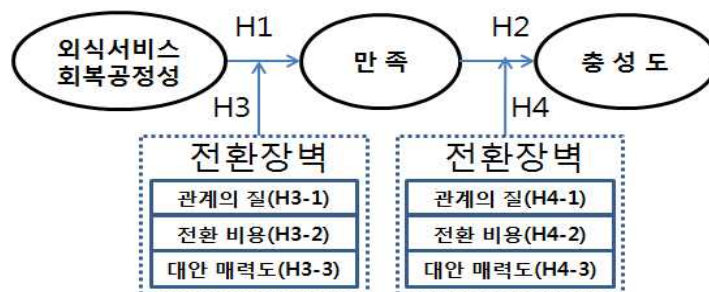 H1
H2
외식서비스
회복공정성
만 족
충 성 도
H3
H4
전환장벽
관계의 질(H3-1)
전환 비용(H3-2)
대안 매력도(H3-3)
전환장벽
관계의 질(H4-1)
전환 비용(H4-2)
대안 매력도(H4-3)